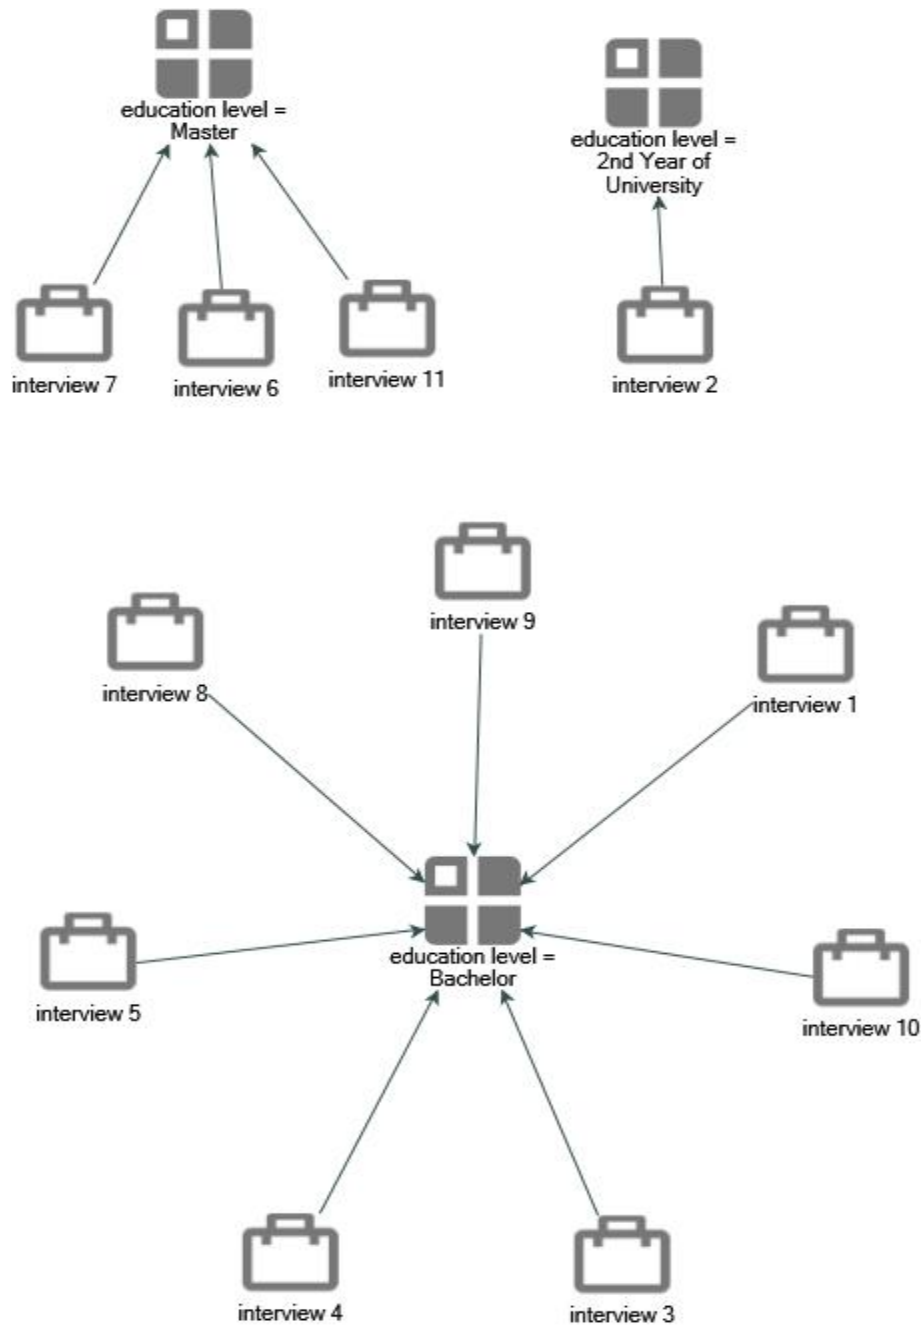 education level =
Master
education level =
2nd Year of
University
interview 7
interview 6
interview 11
interview 2
interview 9
interview 8
interview 1
education level =
Bachelor
interview 5
interview 10
interview 4
interview 3